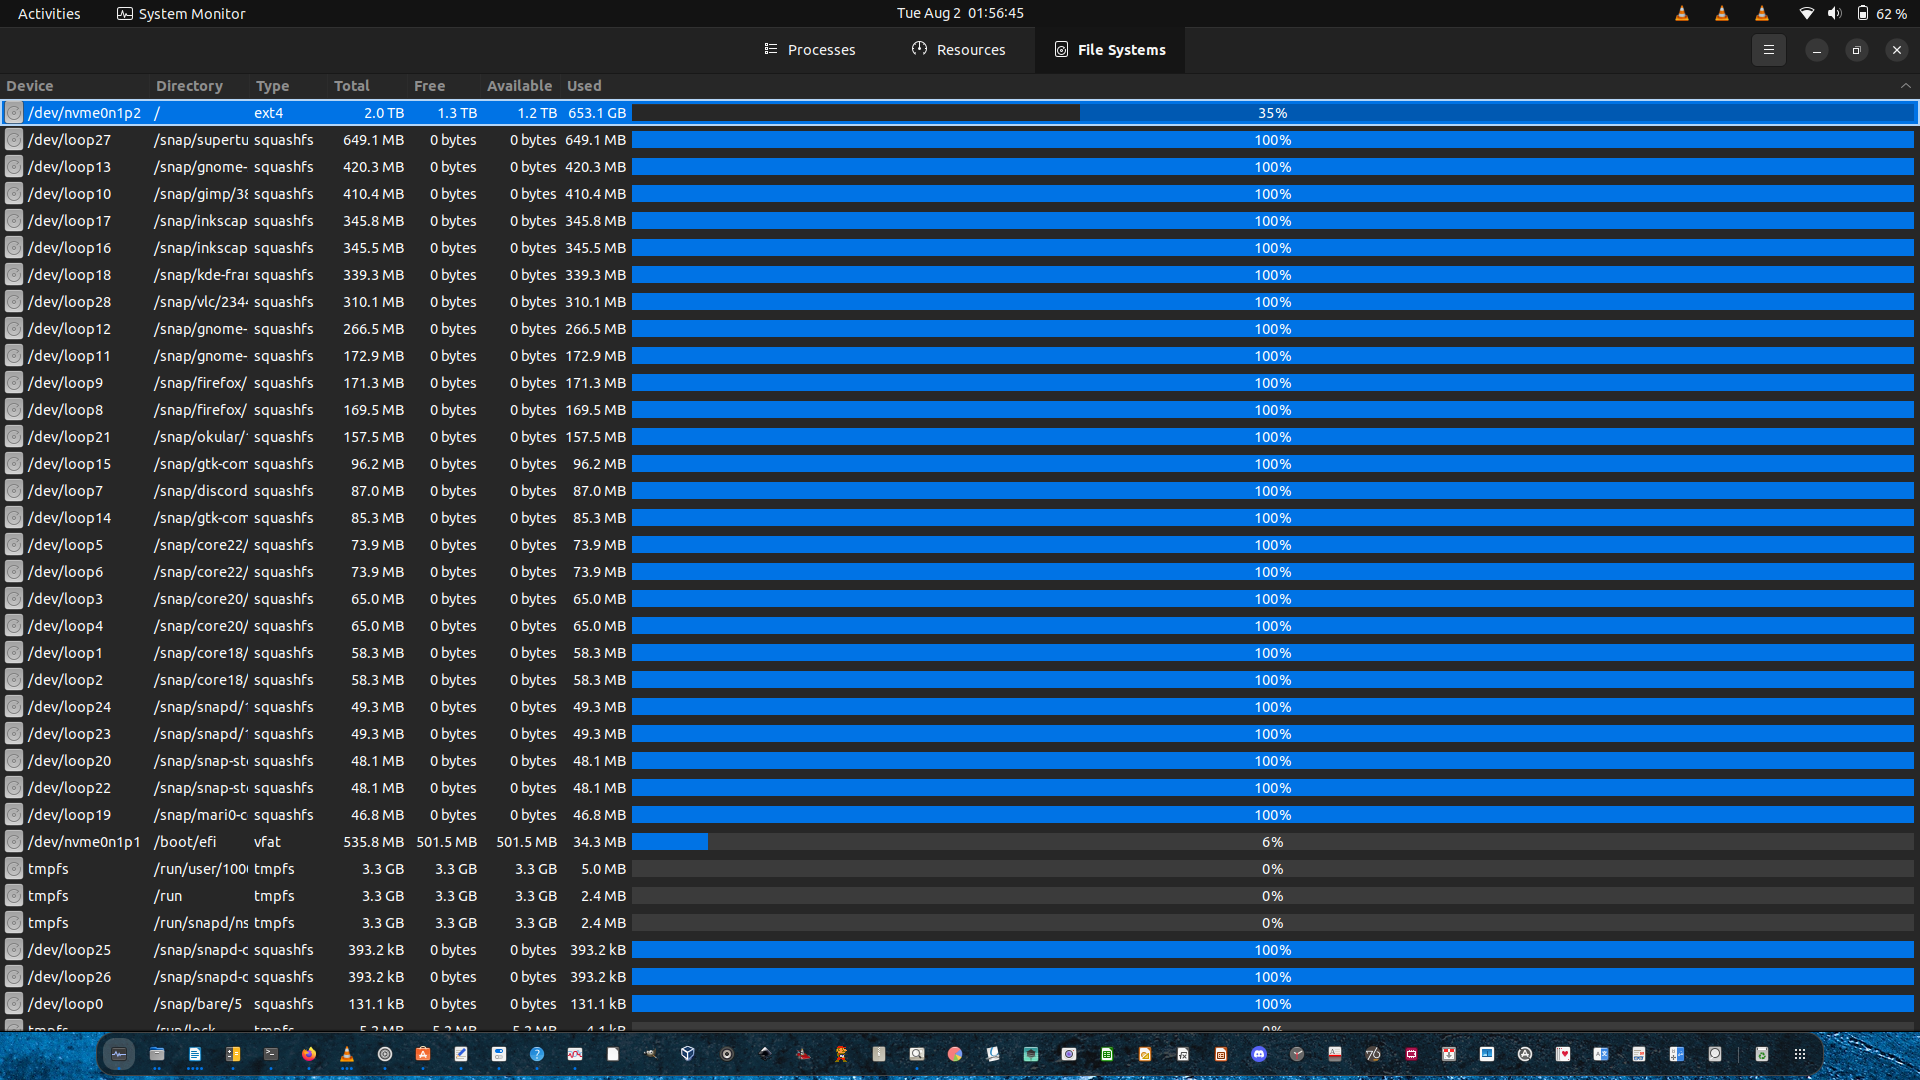 Activities System Monitor Tue Aug 2 01:56:45 62 %
Processes Resources File Systems
Device Directory Type Total Free Available Used
/dev/nvme0n1p2 / ext4 2.0 TB 1.3 TB 1.2 TB 653.1 GB 35%
/dev/loop27 /snap/supertu squashfs 649.1 MB 0 bytes 0 bytes 649.1 MB 100%
/dev/loop13 /snap/gnome- squashfs 420.3 MB 0 bytes 0 bytes 420.3 MB 100%
/dev/loop10 /snap/gimp/38 squashfs 410.4 MB 0 bytes 0 bytes 410.4 MB 100%
/dev/loop17 /snap/inkscap squashfs 345.8 MB 0 bytes 0 bytes 345.8 MB 100%
/dev/loop16 /snap/inkscap squashfs 345.5 MB 0 bytes 0 bytes 345.5 MB 100%
/dev/loop18 /snap/kde-frar squashfs 339.3 MB 0 bytes 0 bytes 339.3 MB 100%
/dev/loop28 /snap/vlc/2344 squashfs 310.1 MB 0 bytes 0 bytes 310.1 MB 100%
/dev/loop12 /snap/gnome- squashfs 266.5 MB 0 bytes 0 bytes 266.5 MB 100%
/dev/loop11 /snap/gnome- squashfs 172.9 MB 0 bytes 0 bytes 172.9 MB 100%
/dev/loop9 /snap/firefox/ squashfs 171.3 MB 0 bytes 0 bytes 171.3 MB 100%
/dev/loop8 /snap/firefox/ squashfs 169.5 MB 0 bytes 0 bytes 169.5 MB 100%
/dev/loop21 /snap/okular/1 squashfs 157.5 MB 0 bytes 0 bytes 157.5 MB 100%
/dev/loop15 /snap/gtk-com squashfs 96.2 MB 0 bytes 0 bytes 96.2 MB 100%
/dev/loop7 /snap/discord squashfs 87.0 MB 0 bytes 0 bytes 87.0 MB 100%
/dev/loop14 /snap/gtk-com squashfs 85.3 MB 0 bytes 0 bytes 85.3 MB 100%
/dev/loop5 /snap/core22/ squashfs 73.9 MB 0 bytes 0 bytes 73.9 MB 100%
/dev/loop6 /snap/core22/ squashfs 73.9 MB 0 bytes 0 bytes 73.9 MB 100%
/dev/loop3 /snap/core20/ squashfs 65.0 MB 0 bytes 0 bytes 65.0 MB 100%
/dev/loop4 /snap/core20/ squashfs 65.0 MB 0 bytes 0 bytes 65.0 MB 100%
/dev/loop1 /snap/core18/ squashfs 58.3 MB 0 bytes 0 bytes 58.3 MB 100%
/dev/loop2 /snap/core18/ squashfs 58.3 MB 0 bytes 0 bytes 58.3 MB 100%
/dev/loop24 /snap/snapd/1 squashfs 49.3 MB 0 bytes 0 bytes 49.3 MB 100%
/dev/loop23 /snap/snapd/1 squashfs 49.3 MB 0 bytes 0 bytes 49.3 MB 100%
/dev/loop20 /snap/snap-sto squashfs 48.1 MB 0 bytes 0 bytes 48.1 MB 100%
/dev/loop22 /snap/snap-sto squashfs 48.1 MB 0 bytes 0 bytes 48.1 MB 100%
/dev/loop19 /snap/mari0-c squashfs 46.8 MB 0 bytes 0 bytes 46.8 MB 100%
/dev/nvme0n1p1 /boot/efi vfat 535.8 MB 501.5 MB 501.5 MB 34.3 MB 6%
tmpfs /run/user/1000 tmpfs 3.3 GB 3.3 GB 3.3 GB 5.0 MB 0%
tmpfs /run tmpfs 3.3 GB 3.3 GB 3.3 GB 2.4 MB 0%
tmpfs /run/snapd/ns tmpfs 3.3 GB 3.3 GB 3.3 GB 2.4 MB 0%
/dev/loop25 /snap/snapd-c squashfs 393.2 kB 0 bytes 0 bytes 393.2 kB 100%
/dev/loop26 /snap/snapd-c squashfs 393.2 kB 0 bytes 0 bytes 393.2 kB 100%
/dev/loop0 /snap/bare/5 squashfs 131.1 kB 0 bytes 0 bytes 131.1 kB 100%
tmpfs /run/lock tmpfs 5.2 MB 5.2 MB 5.2 MB 4.1 kB 0%